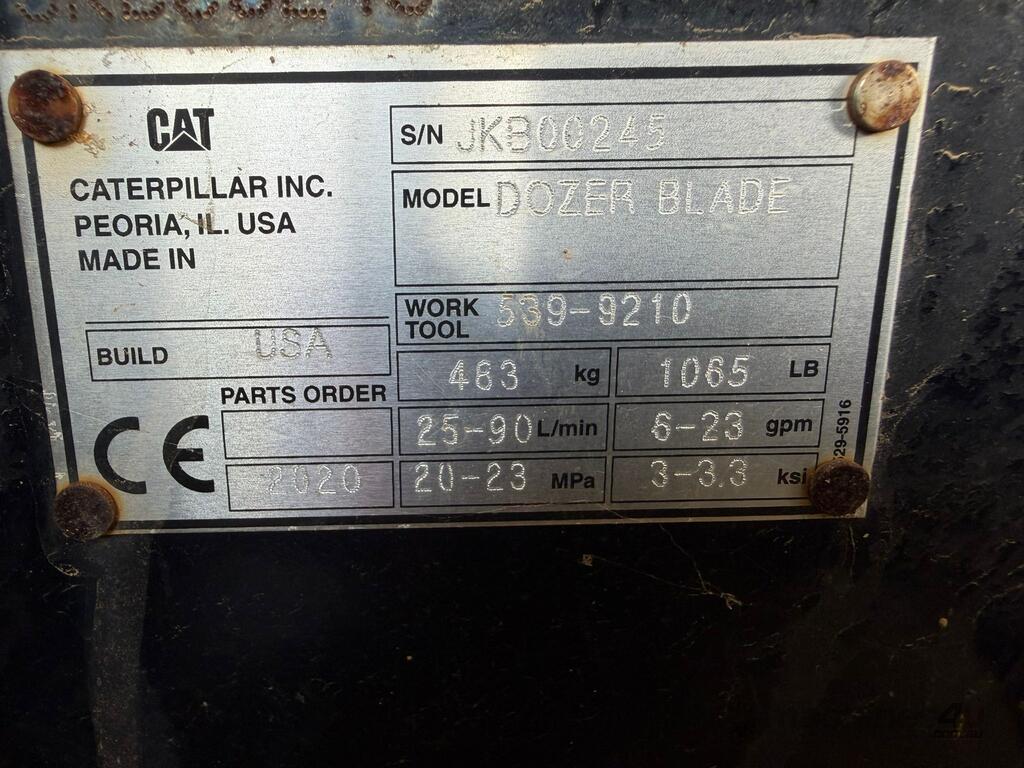 CAT
CATERPILLAR INC.
PEORIA, IL. USA
MADE IN
S/N JKB00245
MODEL DOZER BLADE
WORK TOOL 539-9210
BUILD USA
483 kg 1065 LB
PARTS ORDER
25-90 L/min 6-23 gpm
CE
2020 20-23 MPa 3-3.3 ksi
29-5916